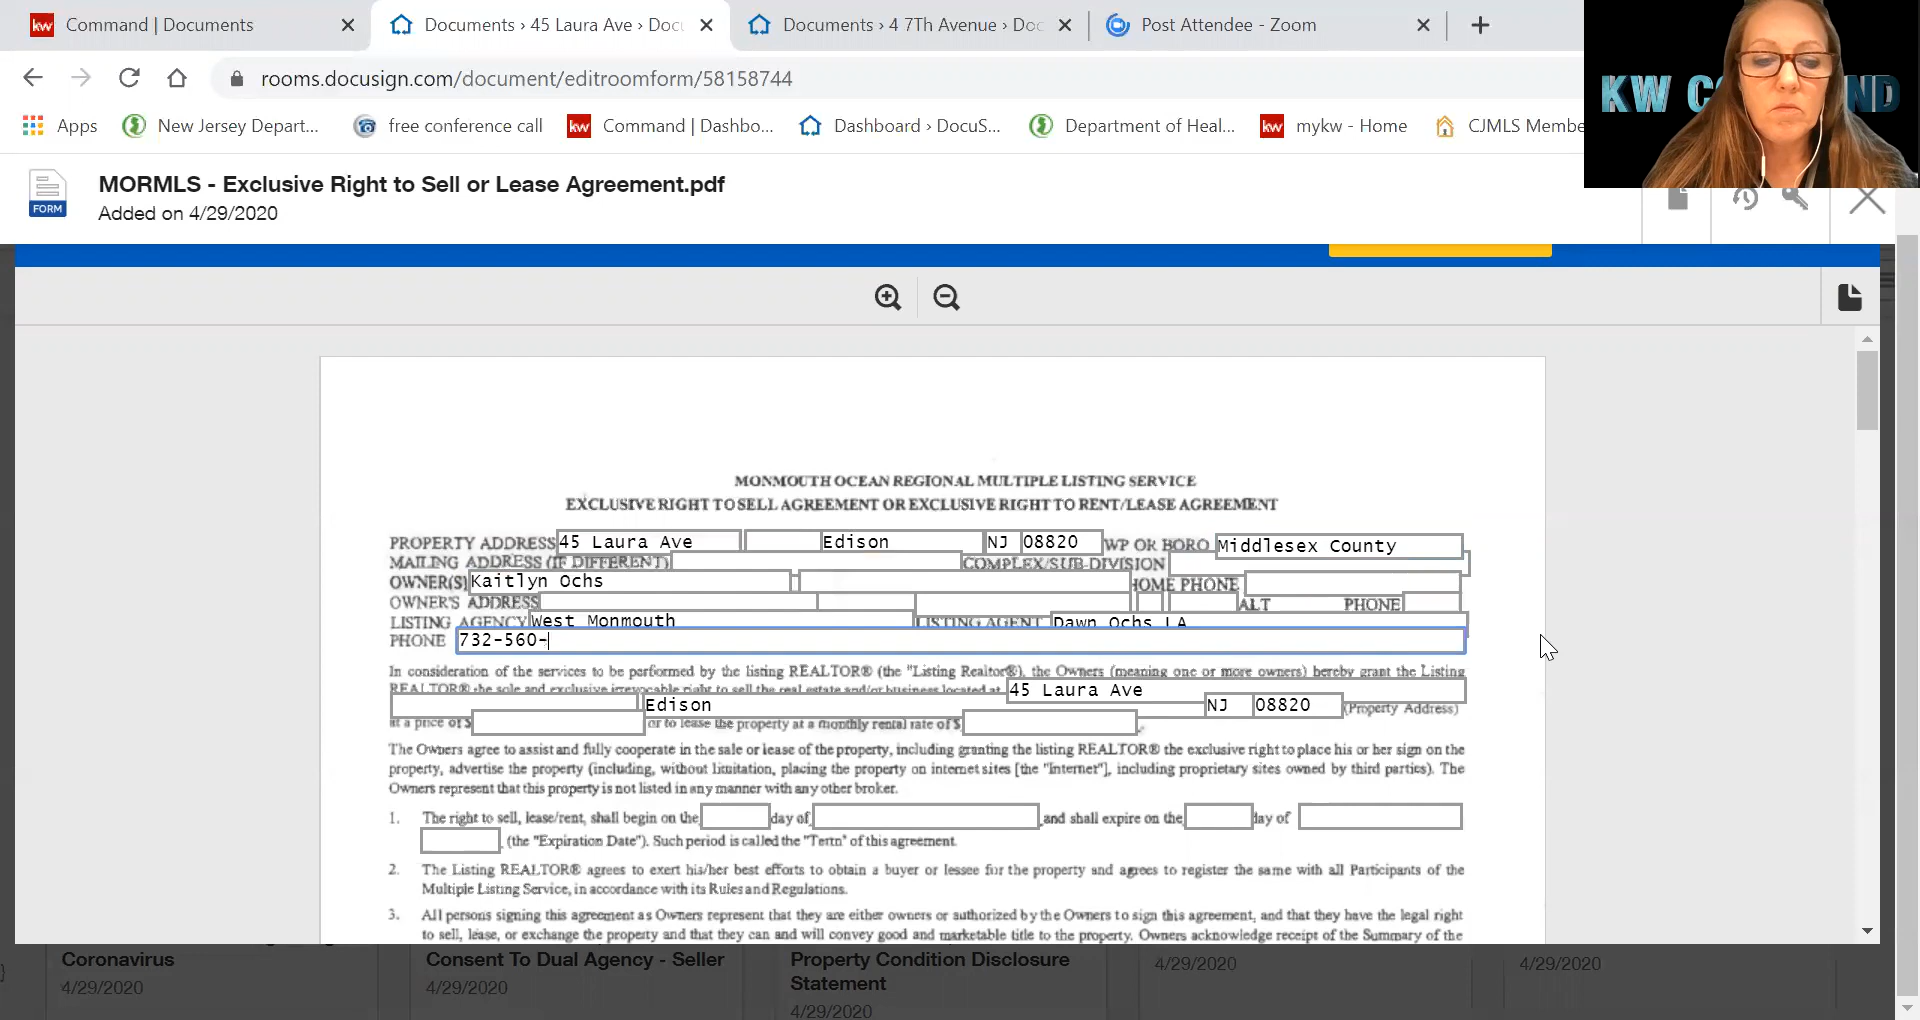 Command | Documents
Documents › 45 Laura Ave › Doc
Documents › 4 7Th Avenue › Doc
Post Attendee - Zoom
rooms.docusign.com/document/editroomform/58158744
Apps
New Jersey Depart...
free conference call
Command | Dashbo...
Dashboard › DocuS...
Department of Heal...
mykw - Home
CJMLS Membe
KW C ND
MORMLS - Exclusive Right to Sell or Lease Agreement.pdf
FORM
Added on 4/29/2020
MONMOUTH OCEAN REGIONAL MULTIPLE LISTING SERVICE
EXCLUSIVE RIGHT TO SELL AGREEMENT OR EXCLUSIVE RIGHT TO RENT/LEASE AGREEMENT
PROPERTY ADDRESS 45 Laura Ave Edison NJ 08820 WP OR BORO Middlesex County
MAILING ADDRESS (IF DIFFERENT) COMPLEX/SUB-DIVISION
OWNER(S) Kaitlyn Ochs HOME PHONE
OWNER'S ADDRESS ALT PHONE
LISTING AGENCY West Monmouth LISTING AGENT Dawn Ochs LA
PHONE 732-560-
In consideration of the services to be performed by the listing REALTOR® (the "Listing Realtor®), the Owners (meaning one or more owners) hereby grant the Listing
REALTOR® the sole and exclusive irrevocable right to sell the real estate and/or business located at 45 Laura Ave
Edison NJ 08820 (Property Address)
at a price of $ or to lease the property at a monthly rental rate of $
The Owners agree to assist and fully cooperate in the sale or lease of the property, including granting the listing REALTOR® the exclusive right to place his or her sign on the
property, advertise the property (including, without limitation, placing the property on internet sites [the "Internet"], including proprietary sites owned by third parties). The
Owners represent that this property is not listed in any manner with any other broker.
1. The right to sell, lease/rent, shall begin on the day of , and shall expire on the day of
, (the "Expiration Date"). Such period is called the "Term" of this agreement.
2. The Listing REALTOR® agrees to exert his/her best efforts to obtain a buyer or lessee for the property and agrees to register the same with all Participants of the
Multiple Listing Service, in accordance with its Rules and Regulations.
3. All persons signing this agreement as Owners represent that they are either owners or authorized by the Owners to sign this agreement, and that they have the legal right
to sell, lease, or exchange the property and that they can and will convey good and marketable title to the property. Owners acknowledge receipt of the Summary of the
Coronavirus
4/29/2020
Consent To Dual Agency - Seller
4/29/2020
Property Condition Disclosure
Statement
4/29/2020
4/29/2020
4/29/2020